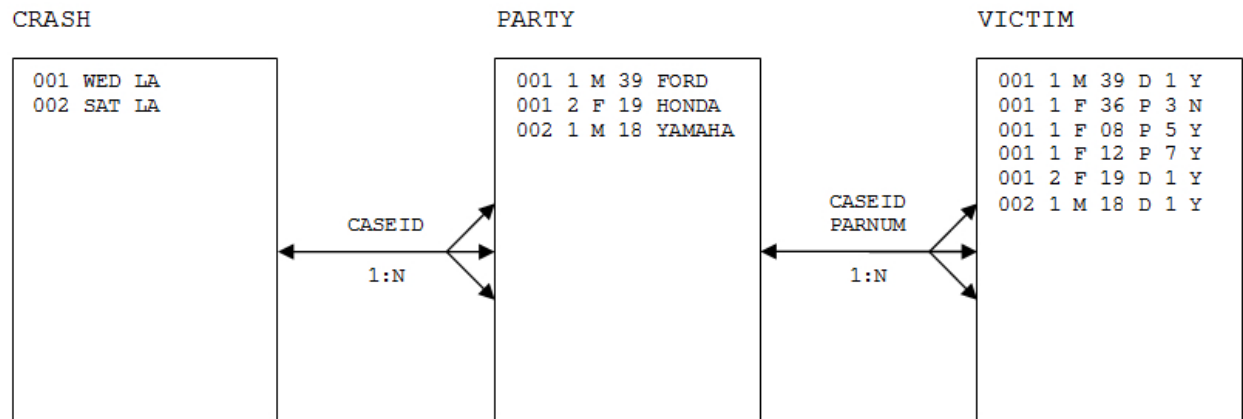 CRASH
001 WED LA
002 SAT LA
CASEID
1:N
PARTY
001 1 M 39 FORD
001 2 F 19 HONDA
002 1 M 18 YAMAHA
CASEID
PARNUM
1:N
VICTIM
001 1 M 39 D 1 Y
001 1 F 36 P 3 N
001 1 F 08 P 5 Y
001 1 F 12 P 7 Y
001 2 F 19 D 1 Y
002 1 M 18 D 1 Y